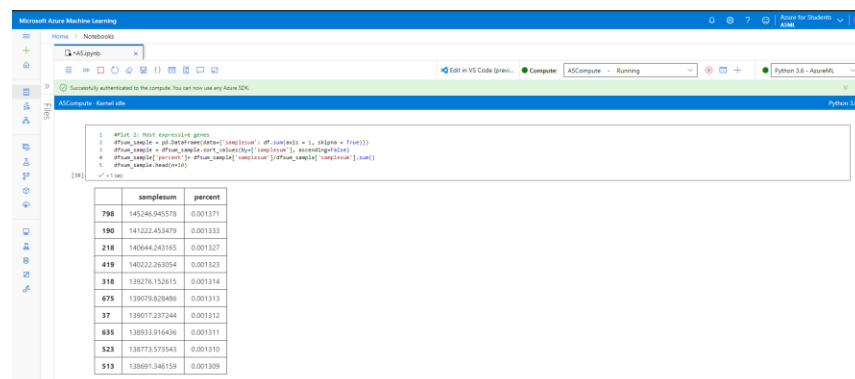 Microsoft Azure Machine Learning
Azure for Students
ASML
Home > Notebooks
*AS.ipynb ×
Edit in VS Code (previ... Compute: ASCompute - Running Python 3.6 - AzureML
Successfully authenticated to the compute. You can now use any Azure SDK.
ASCompute - Kernel idle Python 3.
Files
1 #Plot 2: Most expressive genes
2 dfsum_sample = pd.DataFrame(data={'samplesum': df.sum(axis = 1, skipna = True)})
3 dfsum_sample = dfsum_sample.sort_values(by=['samplesum'], ascending=False)
4 dfsum_sample['percent']= dfsum_sample['samplesum']/dfsum_sample['samplesum'].sum()
5 dfsum_sample.head(n=10)
[38] ✓ <1 sec
samplesum percent
798 145246.945578 0.001371
190 141222.453479 0.001333
218 140644.243165 0.001327
419 140222.263054 0.001323
318 139276.152615 0.001314
675 139079.828486 0.001313
37 139017.237244 0.001312
635 138933.916436 0.001311
523 138773.573543 0.001310
513 138691.346159 0.001309